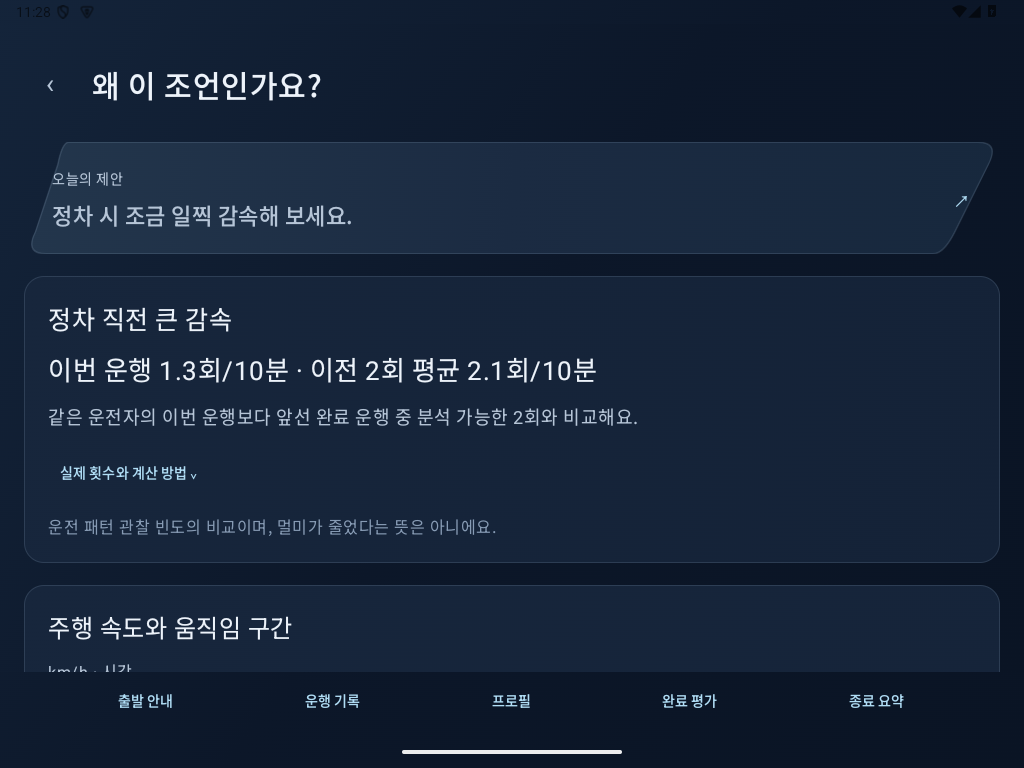 11:28
왜 이 조언인가요?
오늘의 제안
정차 시 조금 일찍 감속해 보세요.
정차 직전 큰 감속
이번 운행 1.3회/10분 · 이전 2회 평균 2.1회/10분
같은 운전자의 이번 운행보다 앞선 완료 운행 중 분석 가능한 2회와 비교해요.
실제 횟수와 계산 방법
운전 패턴 관찰 빈도의 비교이며, 멀미가 줄었다는 뜻은 아니에요.
주행 속도와 움직임 구간
km/h · 시간
출발 안내 운행 기록 프로필 완료 평가 종료 요약